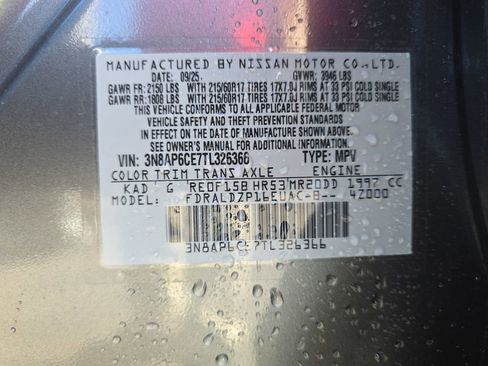 MANUFACTURED BY NISSAN MOTOR CO., LTD.
DATE: 09/25 GVWR: 3946 LBS
GAWR FR: 2150 LBS WITH 215/60R17 TIRES 17X7.0J RIMS AT 33 PSI COLD SINGLE
GAWR RR: 1808 LBS WITH 215/60R17 TIRES 17X7.0J RIMS AT 33 PSI COLD SINGLE
THIS VEHICLE CONFORMS TO ALL APPLICABLE FEDERAL MOTOR
VEHICLE SAFETY AND THEFT PREVENTION STANDARDS
IN EFFECT ON THE DATE OF MANUFACTURE SHOWN ABOVE.
SEE OWNER'S MANUAL FOR ADDITIONAL INFORMATION
VIN: 3N8AP6CE7TL326366 TYPE: MPV
COLOR TRIM TRANS AXLE ENGINE
KAD G RE0F15B HR53 MR20DD 1997 CC
MODEL: FDRALDZP16EUAC-B-- 4Z000
3N8AP6CE7TL326366